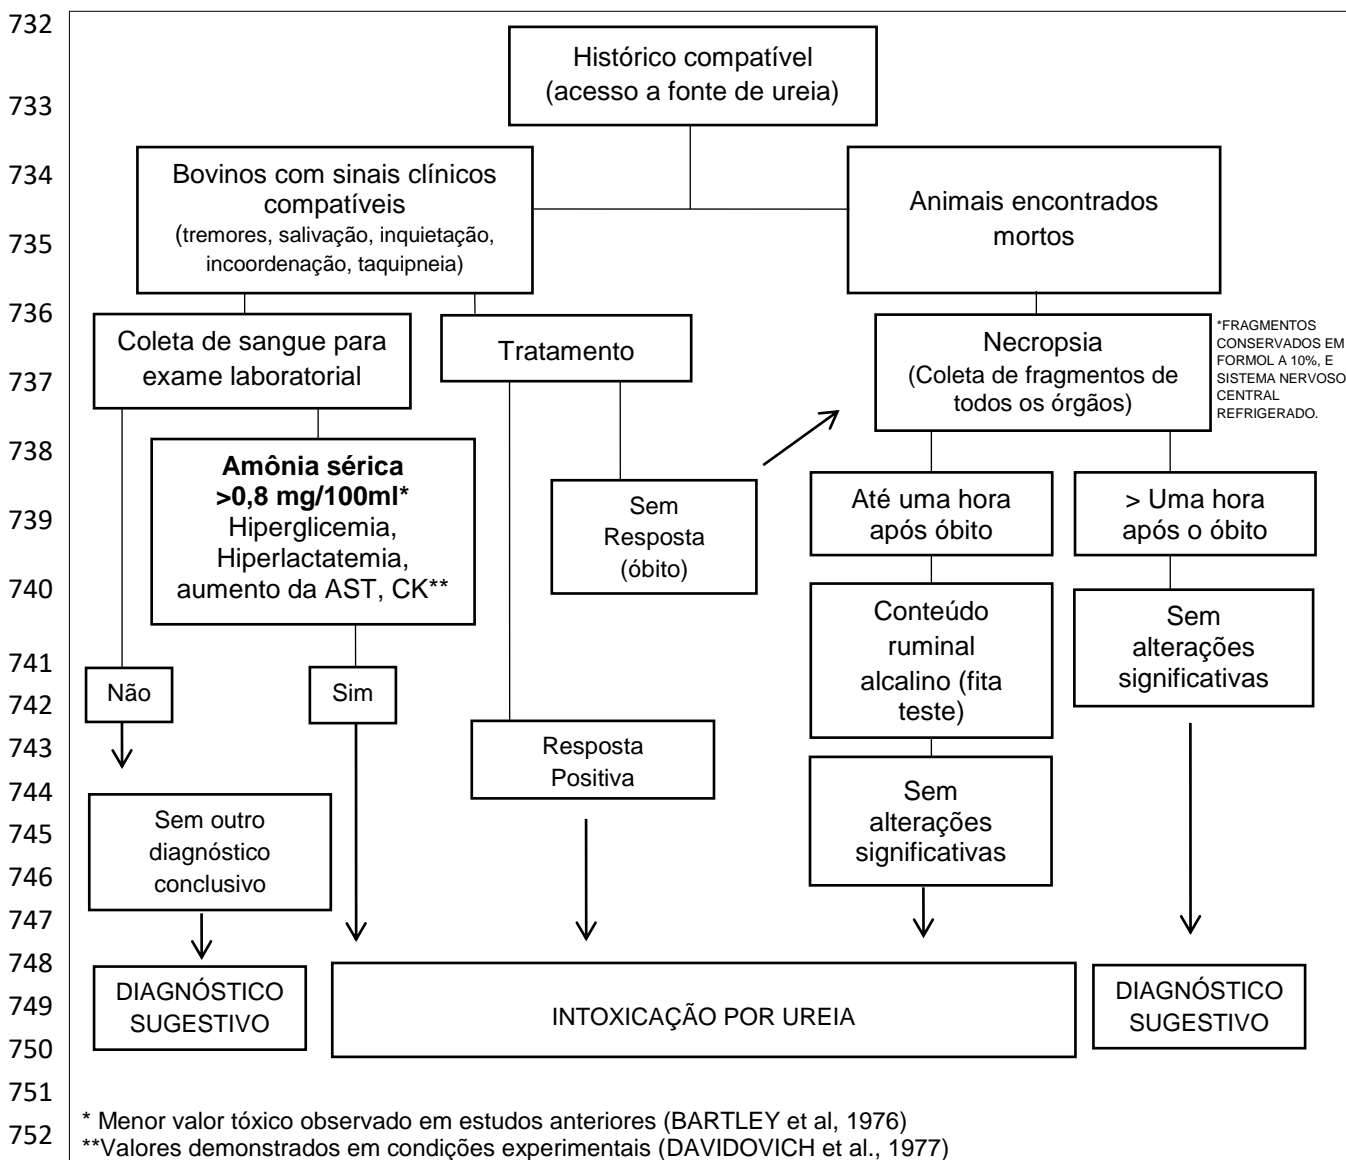 732
733
734
735
736
737
738
739
740
741
742
743
744
745
746
747
748
749
750
751
752
Histórico compatível
(acesso a fonte de ureia)
Bovinos com sinais clínicos
compatíveis
(tremores, salivação, inquietação,
incoordenação, taquipneia)
Animais encontrados
mortos
Coleta de sangue para
exame laboratorial
Tratamento
Necropsia
(Coleta de fragmentos de
todos os órgãos)
*FRAGMENTOS
CONSERVADOS EM
FORMOL A 10%, E
SISTEMA NERVOSO
CENTRAL
REFRIGERADO.
Amônia sérica
>0,8 mg/100ml*
Hiperglicemia,
Hiperlactatemia,
aumento da AST, CK**
Sem
Resposta
(óbito)
Até uma hora
após óbito
> Uma hora
após o óbito
Conteúdo
ruminal
alcalino (fita
teste)
Sem
alterações
significativas
Não
Sim
Resposta
Positiva
Sem
alterações
significativas
Sem outro
diagnóstico
conclusivo
DIAGNÓSTICO
SUGESTIVO
INTOXICAÇÃO POR UREIA
DIAGNÓSTICO
SUGESTIVO
* Menor valor tóxico observado em estudos anteriores (BARTLEY et al, 1976)
**Valores demonstrados em condições experimentais (DAVIDOVICH et al., 1977)